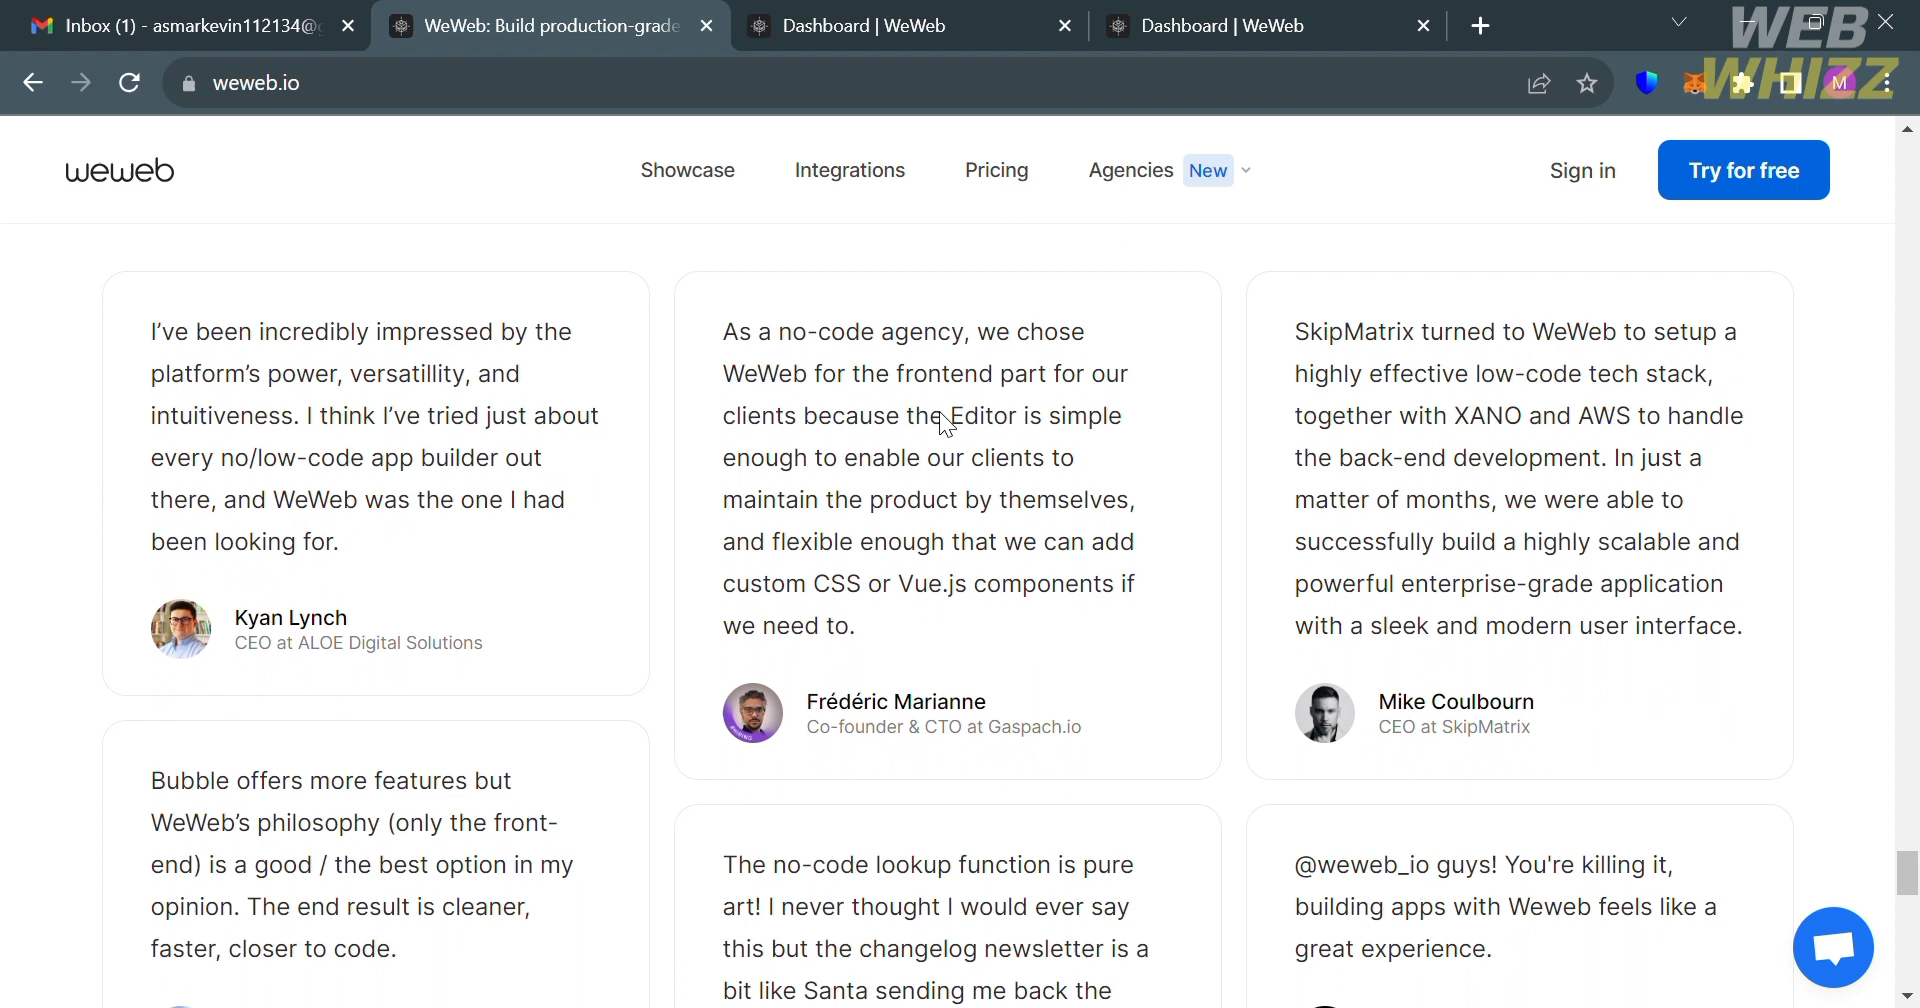 Inbox (1) - asmarkevin112134@
WeWeb: Build production-grade
Dashboard | WeWeb
Dashboard | WeWeb
WEB
WHIZZ
weweb.io
M
weweb
Showcase
Integrations
Pricing
Agencies New
Sign in
Try for free
I've been incredibly impressed by the
platform's power, versatillity, and
intuitiveness. I think I've tried just about
every no/low-code app builder out
there, and WeWeb was the one I had
been looking for.
Kyan Lynch
CEO at ALOE Digital Solutions
As a no-code agency, we chose
WeWeb for the frontend part for our
clients because the Editor is simple
enough to enable our clients to
maintain the product by themselves,
and flexible enough that we can add
custom CSS or Vue.js components if
we need to.
Frédéric Marianne
Co-founder & CTO at Gaspach.io
SkipMatrix turned to WeWeb to setup a
highly effective low-code tech stack,
together with XANO and AWS to handle
the back-end development. In just a
matter of months, we were able to
successfully build a highly scalable and
powerful enterprise-grade application
with a sleek and modern user interface.
Mike Coulbourn
CEO at SkipMatrix
Bubble offers more features but
WeWeb's philosophy (only the front-
end) is a good / the best option in my
opinion. The end result is cleaner,
faster, closer to code.
The no-code lookup function is pure
art! I never thought I would ever say
this but the changelog newsletter is a
bit like Santa sending me back the
@weweb_io guys! You're killing it,
building apps with Weweb feels like a
great experience.